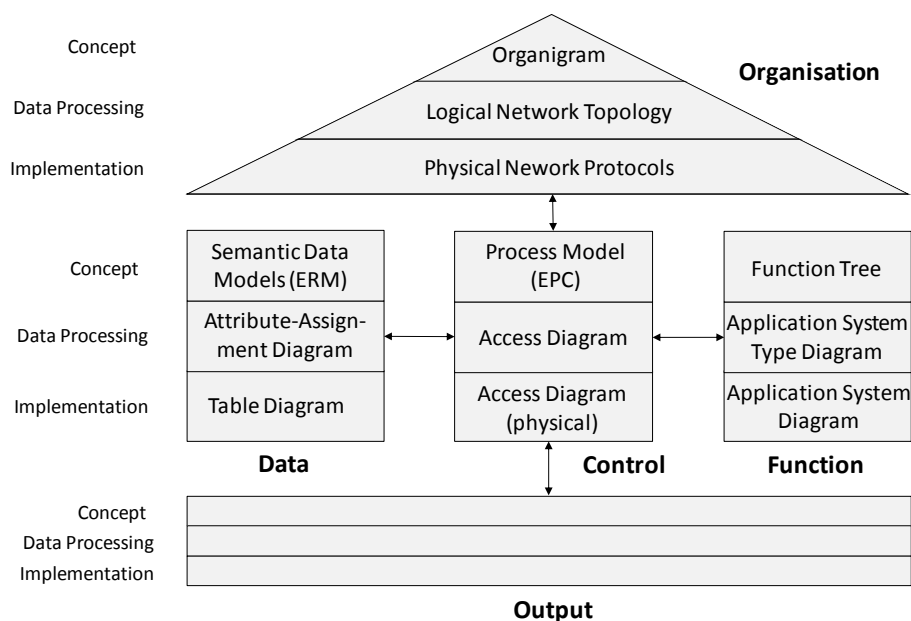 Concept
Organigram
Organisation
Data Processing
Logical Network Topology
Implementation
Physical Nework Protocols
Concept
Semantic Data
Models (ERM)
Process Model
(EPC)
Function Tree
Data Processing
Attribute-Assign-
ment Diagram
Access Diagram
Application System
Type Diagram
Implementation
Table Diagram
Access Diagram
(physical)
Application System
Diagram
Data
Control
Function
Concept
Data Processing
Implementation
Output